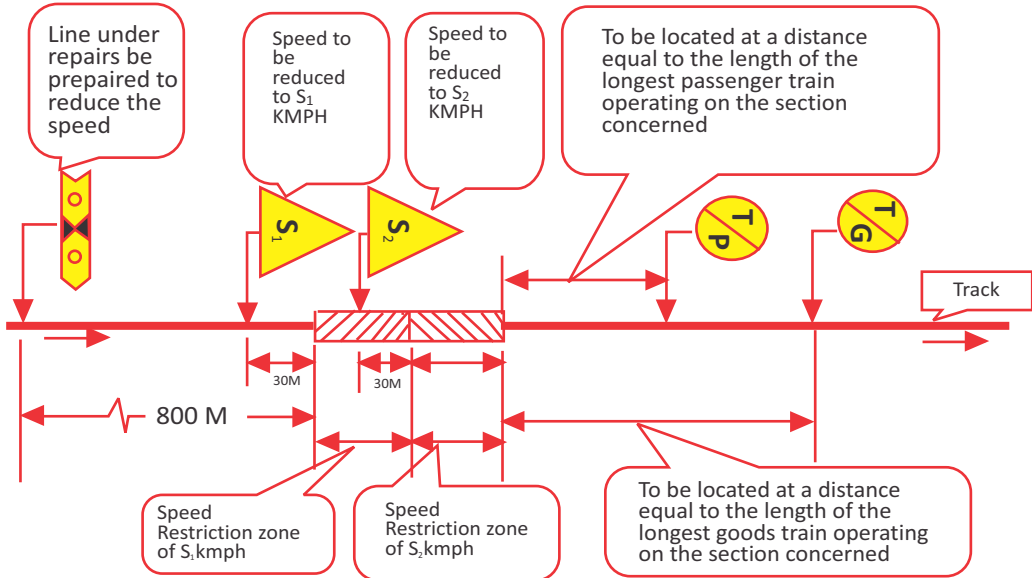 Line under
repairs be
prepaired to
reduce the
speed
Speed to
be
reduced
to S₁
KMPH
Speed to
be
reduced
to S₂
KMPH
To be located at a distance
equal to the length of the
longest passenger train
operating on the section
concerned
S₁
S₂
T/P
T/G
Track
30M
30M
800 M
Speed
Restriction zone
of S₁kmph
Speed
Restriction zone
of S₂kmph
To be located at a distance
equal to the length of the
longest goods train operating
on the section concerned